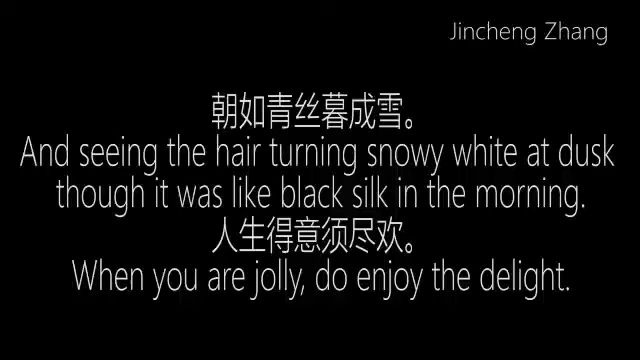 Jincheng Zhang
朝如青丝暮成雪。
And seeing the hair turning snowy white at dusk
though it was like black silk in the morning.
人生得意须尽欢。
When you are jolly, do enjoy the delight.